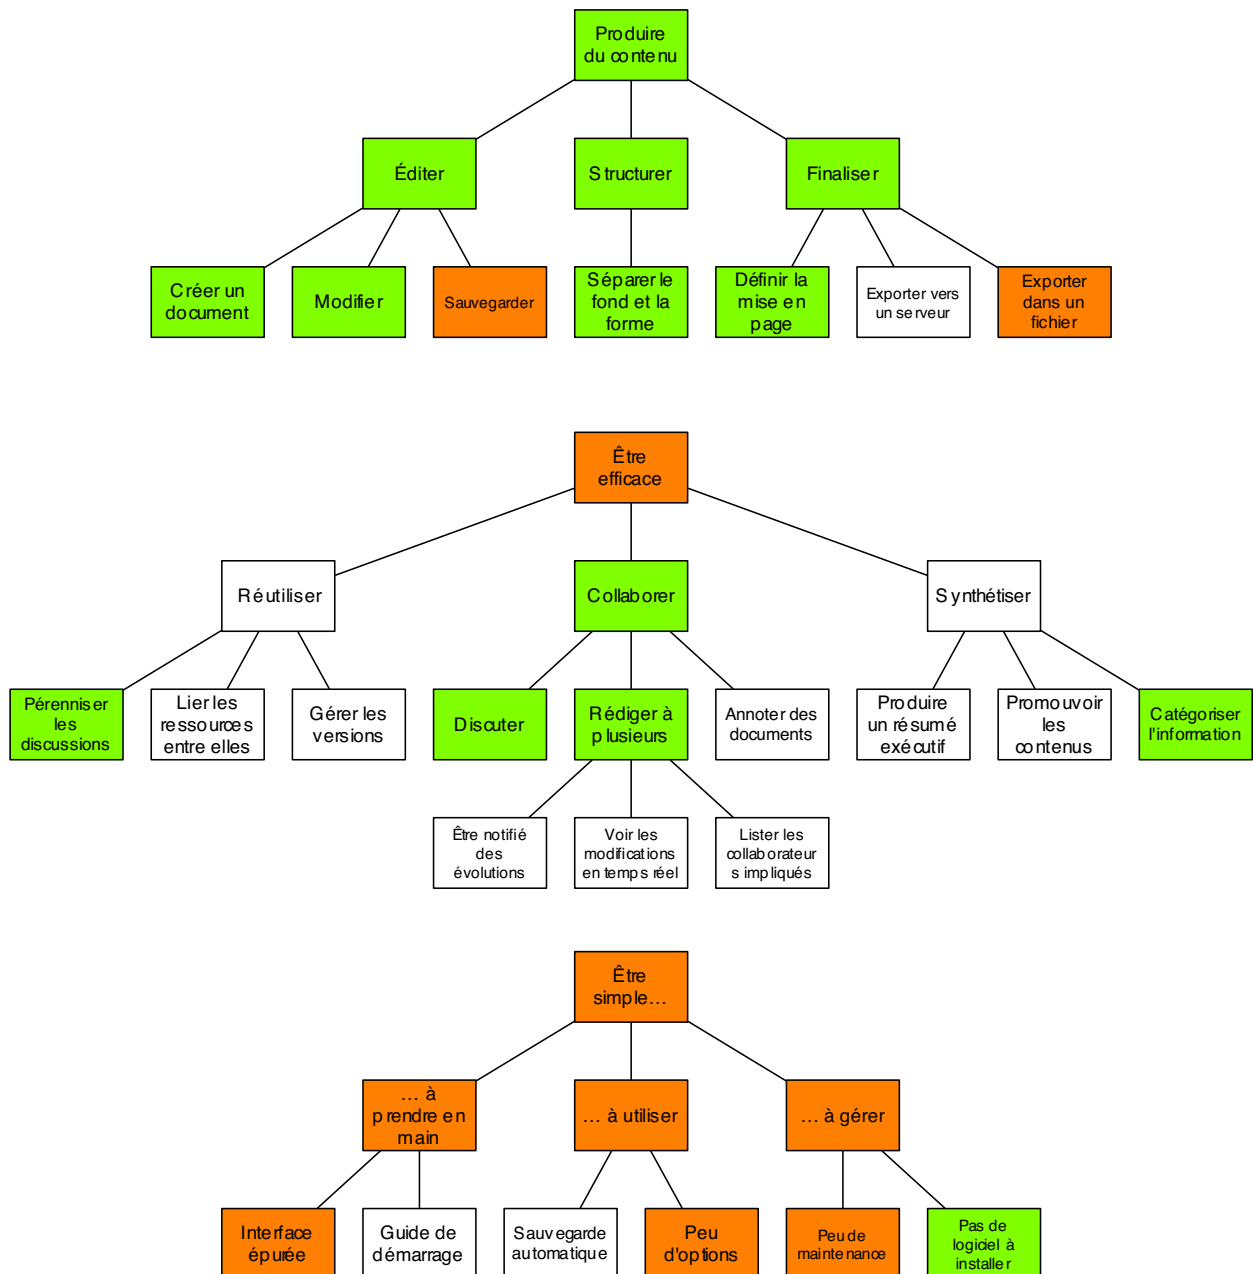 Produire
du contenu
Éditer
Structurer
Finaliser
Créer un
document
Modifier
Sauvegarder
Séparer le
fond et la
forme
Définir la
mise en
page
Exporter vers
un serveur
Exporter
dans un
fichier
Être
efficace
Réutiliser
Collaborer
Synthétiser
Pérenniser
les
discussions
Lier les
ressources
entre elles
Gérer les
versions
Discuter
Rédiger à
plusieurs
Annoter des
documents
Produire
un résumé
exécutif
Promouvoir
les
contenus
Catégoriser
l'information
Être notifié
des
évolutions
Voir les
modifications
en temps réel
Lister les
collaborateur
s impliqués
Être
simple…
… à
prendre en
main
… à utiliser
… à gérer
Interface
épurée
Guide de
démarrage
Sauvegarde
automatique
Peu
d'options
Peu de
maintenance
Pas de
logiciel à
installer